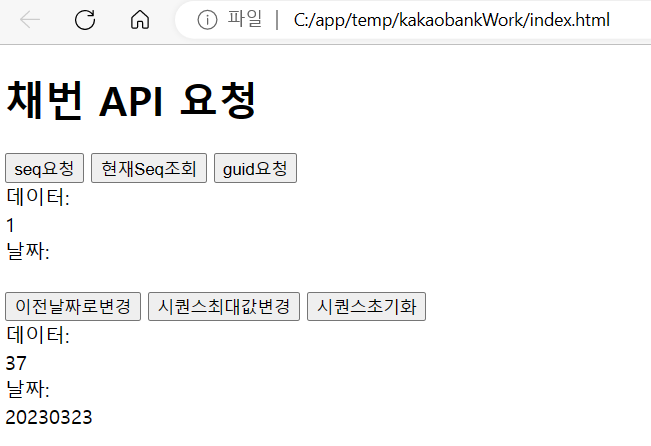 파일 | C:/app/temp/kakaobankWork/index.html
채번 API 요청
seq요청 현재Seq조회 guid요청
데이터:
1
날짜:
이전날짜로변경 시퀀스최대값변경 시퀀스초기화
데이터:
37
날짜:
20230323